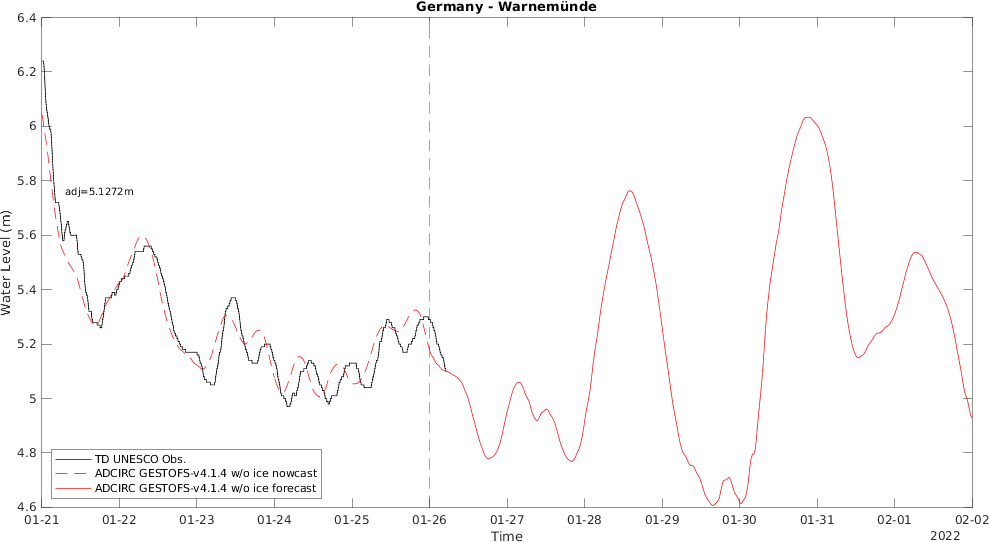 Germany - Warnemünde
6.4
6.2
6
5.8
5.6
5.4
5.2
5
4.8
4.6
Water Level (m)
adj=5.1272m
TD UNESCO Obs.
ADCIRC GESTOFS-v4.1.4 w/o ice nowcast
ADCIRC GESTOFS-v4.1.4 w/o ice forecast
01-21 01-22 01-23 01-24 01-25 01-26 01-27 01-28 01-29 01-30 01-31 02-01 02-02
Time
2022